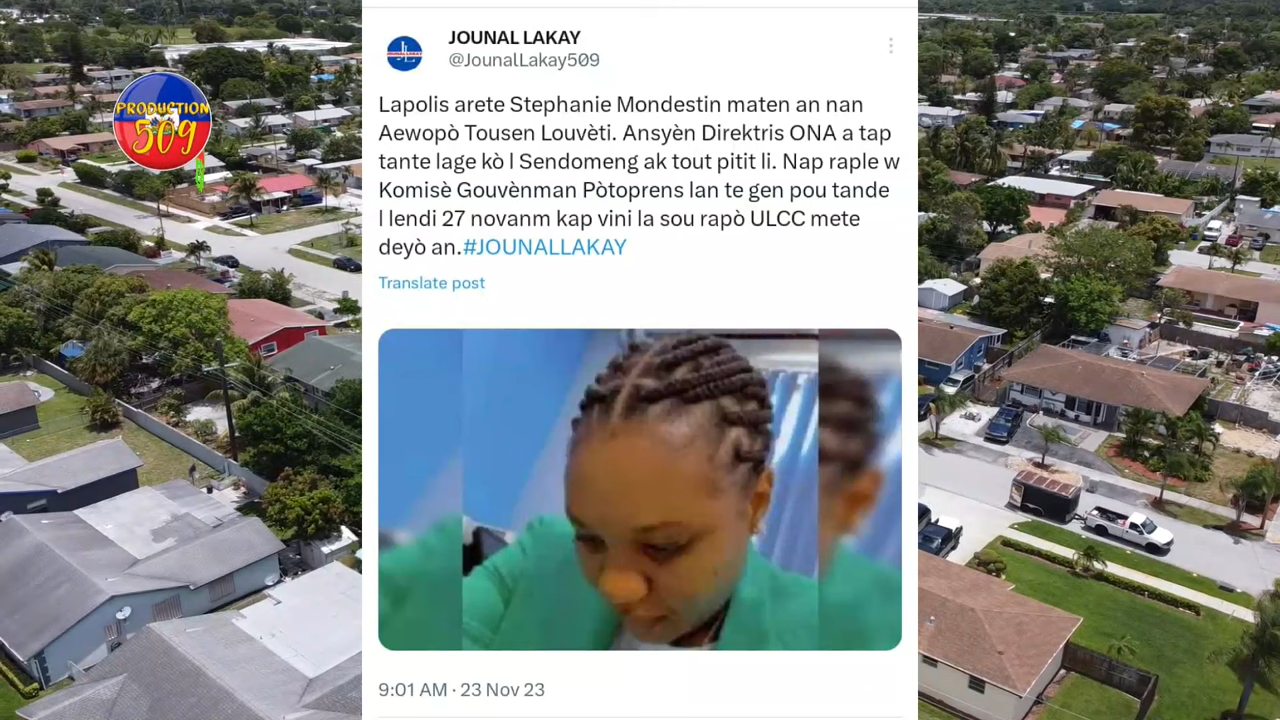 PRODUCTION
509
JL
JOUNAL LAKAY
@JounalLakay509
Lapolis arete Stephanie Mondestin maten an nan
Aewopò Tousen Louvèti. Ansyèn Direktris ONA a tap
tante lage kò l Sendomeng ak tout pitit li. Nap raple w
Komisè Gouvènman Pòtoprens lan te gen pou tande
l lendi 27 novanm kap vini la sou rapò ULCC mete
deyò an.#JOUNALLAKAY
Translate post
9:01 AM · 23 Nov 23